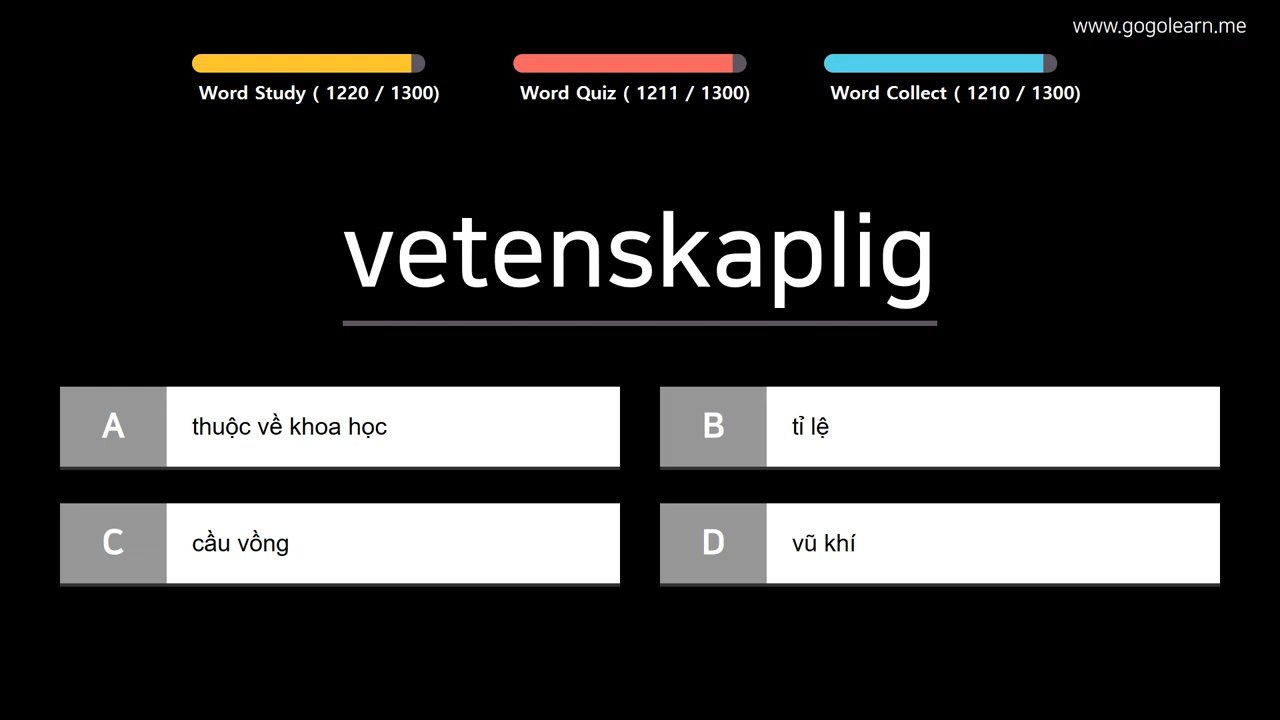 www.gogolearn.me
Word Study ( 1220 / 1300)
Word Quiz ( 1211 / 1300)
Word Collect ( 1210 / 1300)
vetenskaplig
A thuộc về khoa học
B tỉ lệ
C cầu vồng
D vũ khí